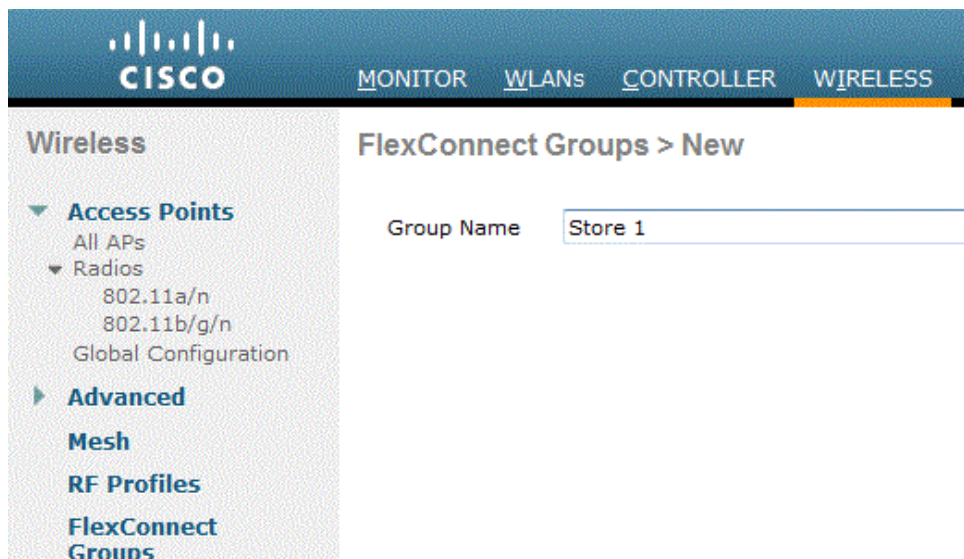 CISCO
MONITOR WLANs CONTROLLER WIRELESS
Wireless
FlexConnect Groups > New
Access Points
All APs
Radios
802.11a/n
802.11b/g/n
Global Configuration
Advanced
Mesh
RF Profiles
FlexConnect
Groups
Group Name Store 1